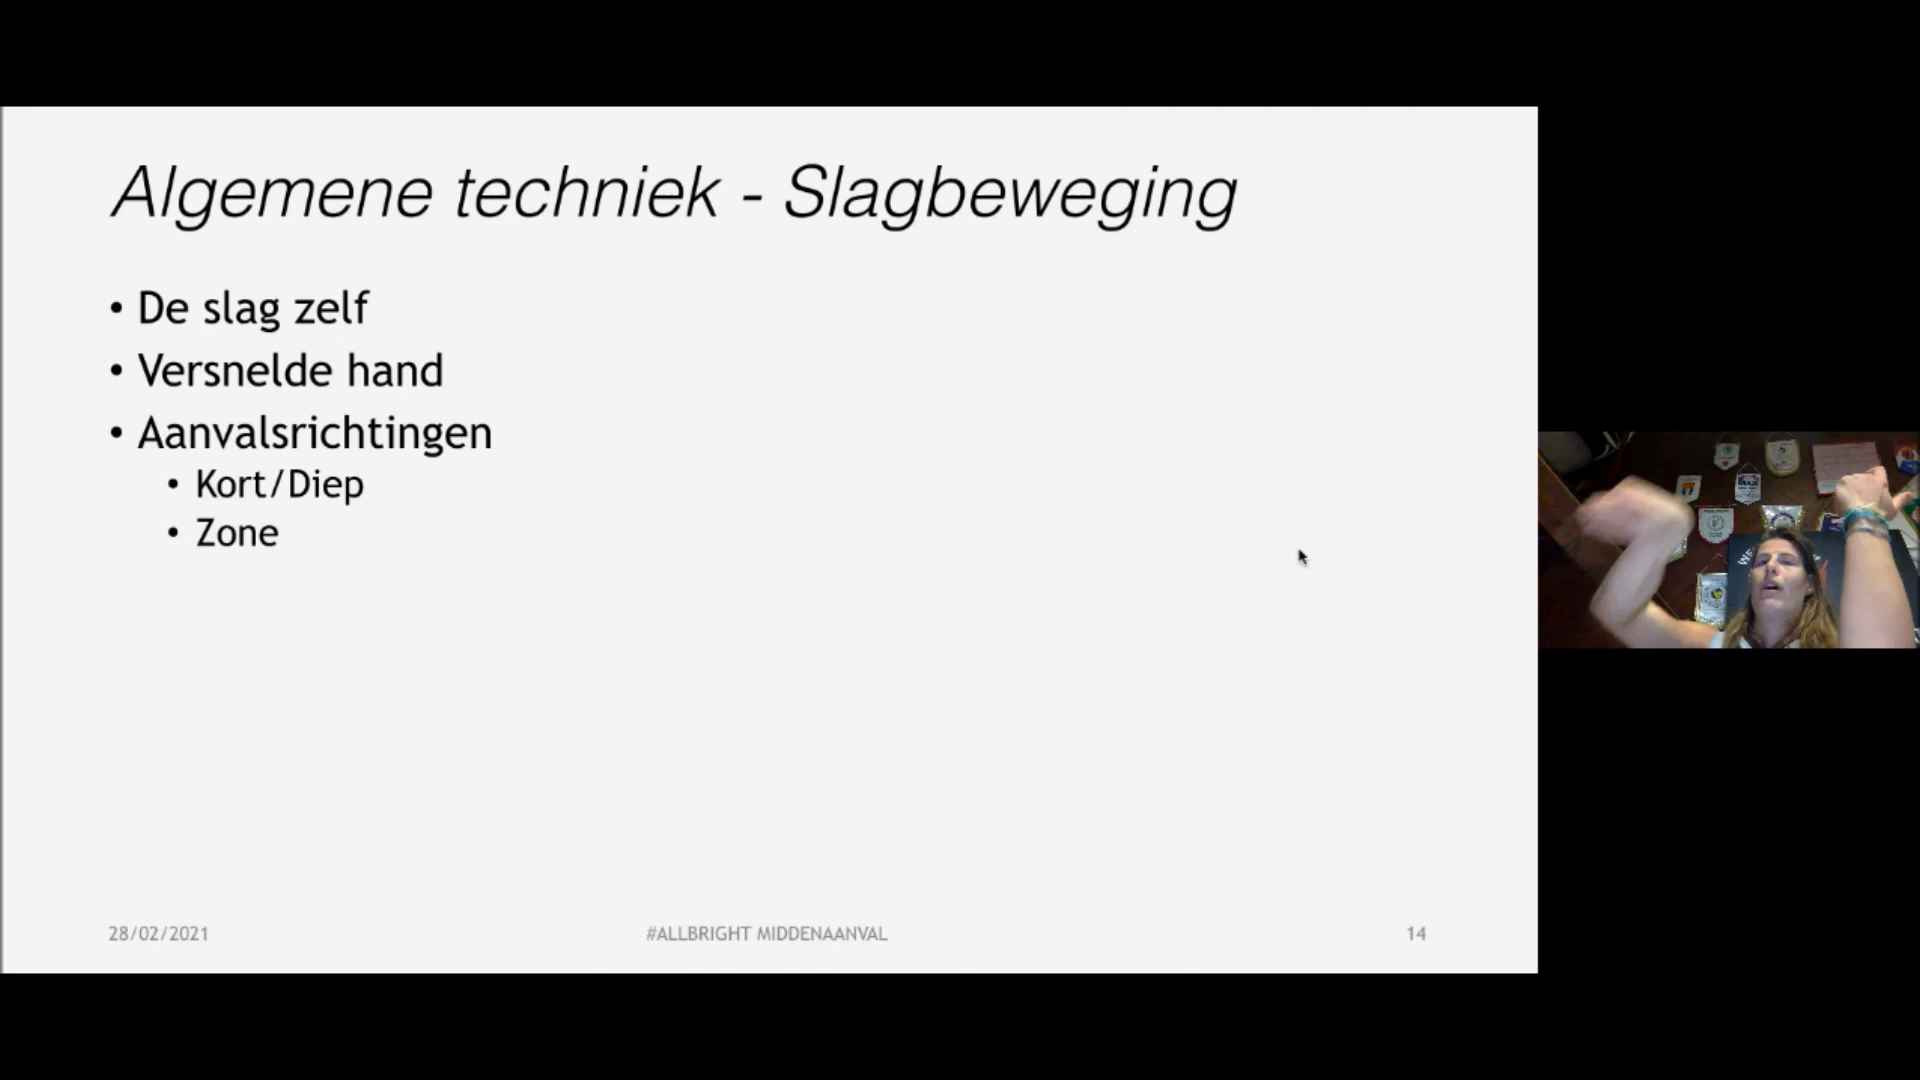 Algemene techniek - Slagbeweging
• De slag zelf
• Versnelde hand
• Aanvalsrichtingen
• Kort/Diep
• Zone
28/02/2021
#ALLBRIGHT MIDDENAANVAL
14